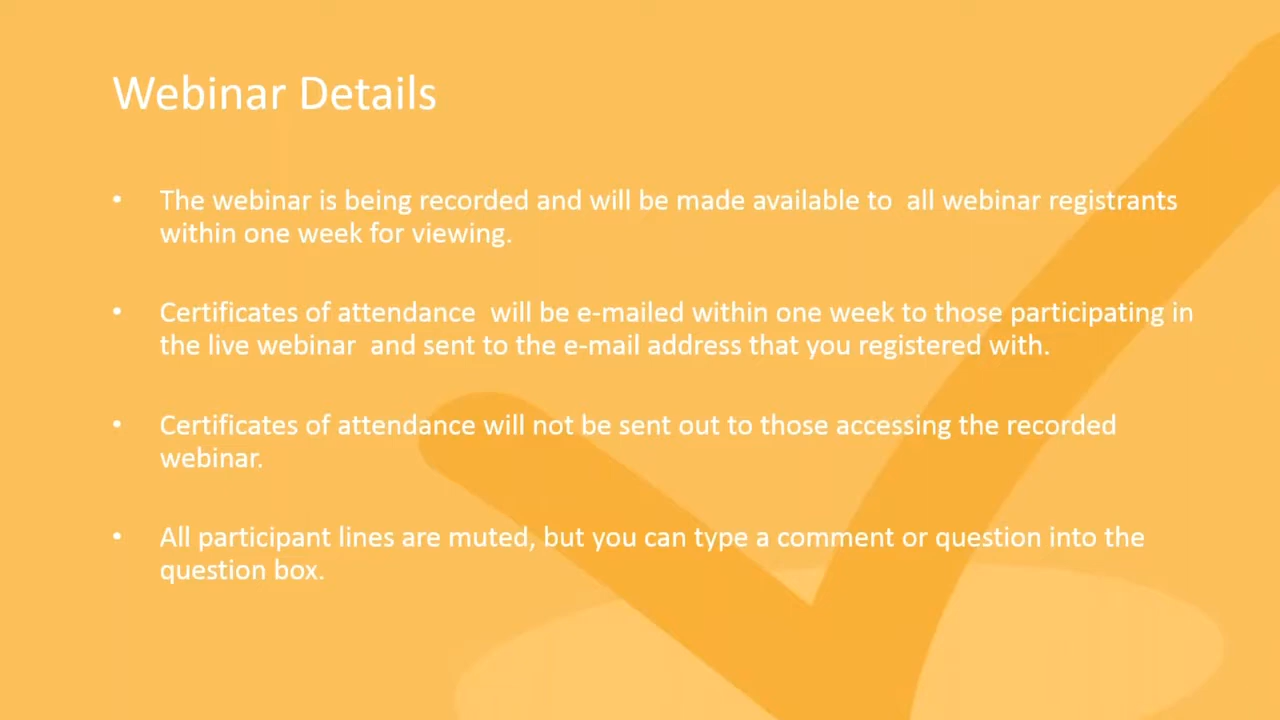 Webinar Details
• The webinar is being recorded and will be made available to  all webinar registrants
within one week for viewing.
• Certificates of attendance  will be e-mailed within one week to those participating in
the live webinar  and sent to the e-mail address that you registered with.
• Certificates of attendance will not be sent out to those accessing the recorded
webinar.
• All participant lines are muted, but you can type a comment or question into the
question box.